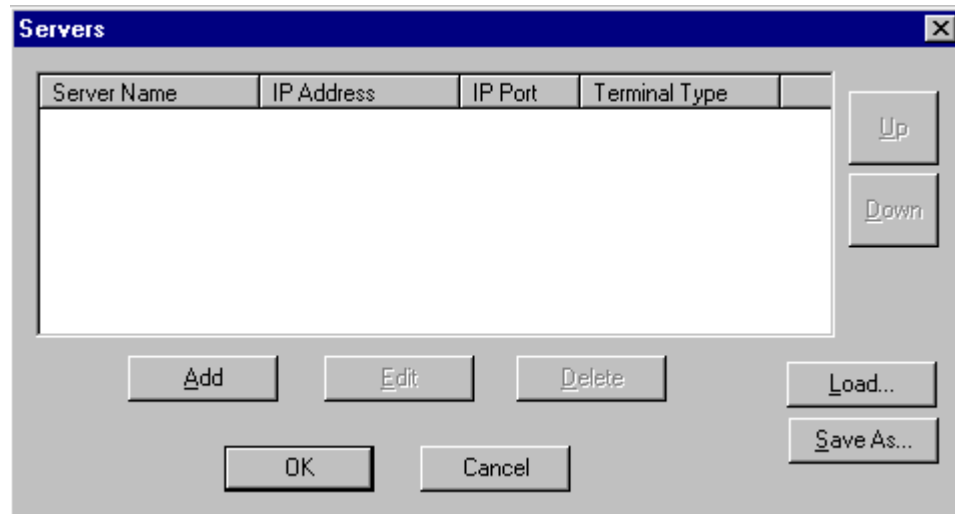 Servers
Server Name IP Address IP Port Terminal Type
Up
Down
Add Edit Delete
Load...
Save As...
OK Cancel